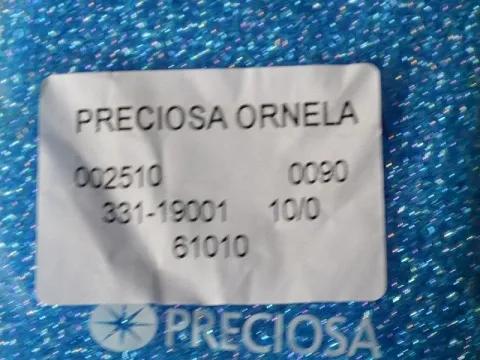 PRECIOSA ORNELA
002510 0090
331-19001 10/0
61010
PRECIOSA